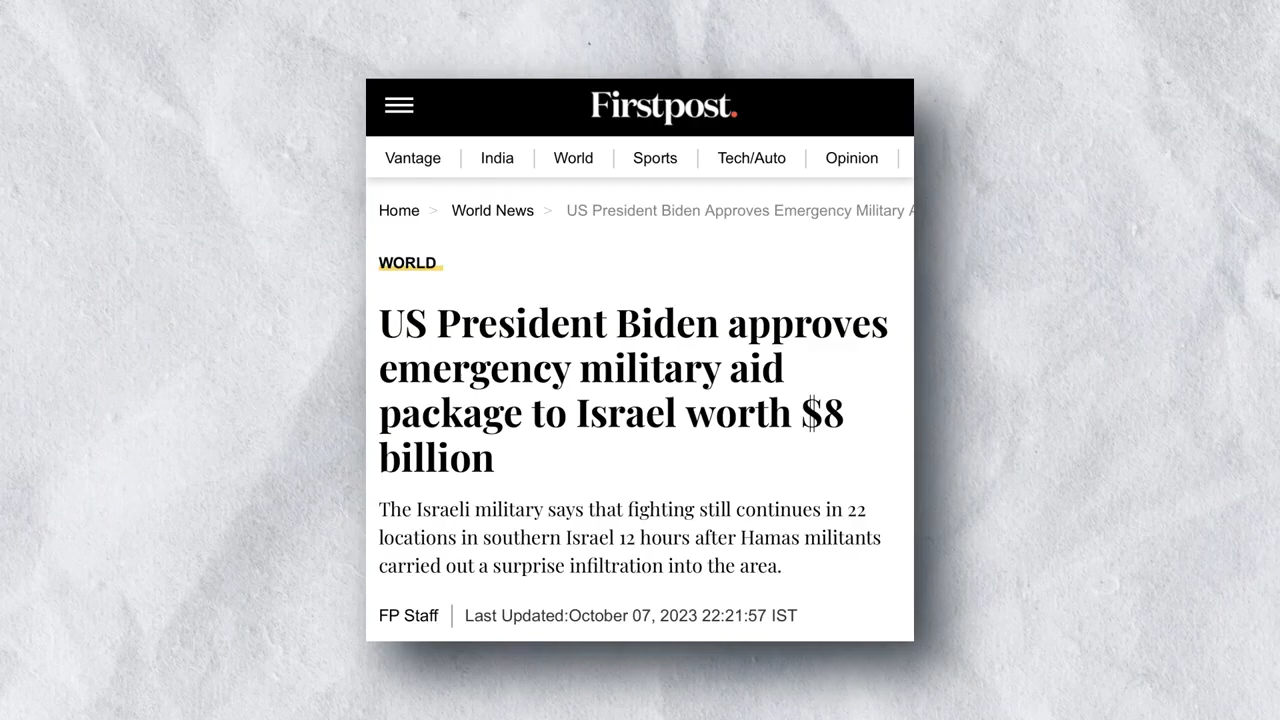 Firstpost.
Vantage India World Sports Tech/Auto Opinion
Home > World News > US President Biden Approves Emergency Military A
WORLD
US President Biden approves
emergency military aid
package to Israel worth $8
billion
The Israeli military says that fighting still continues in 22
locations in southern Israel 12 hours after Hamas militants
carried out a surprise infiltration into the area.
FP Staff | Last Updated:October 07, 2023 22:21:57 IST